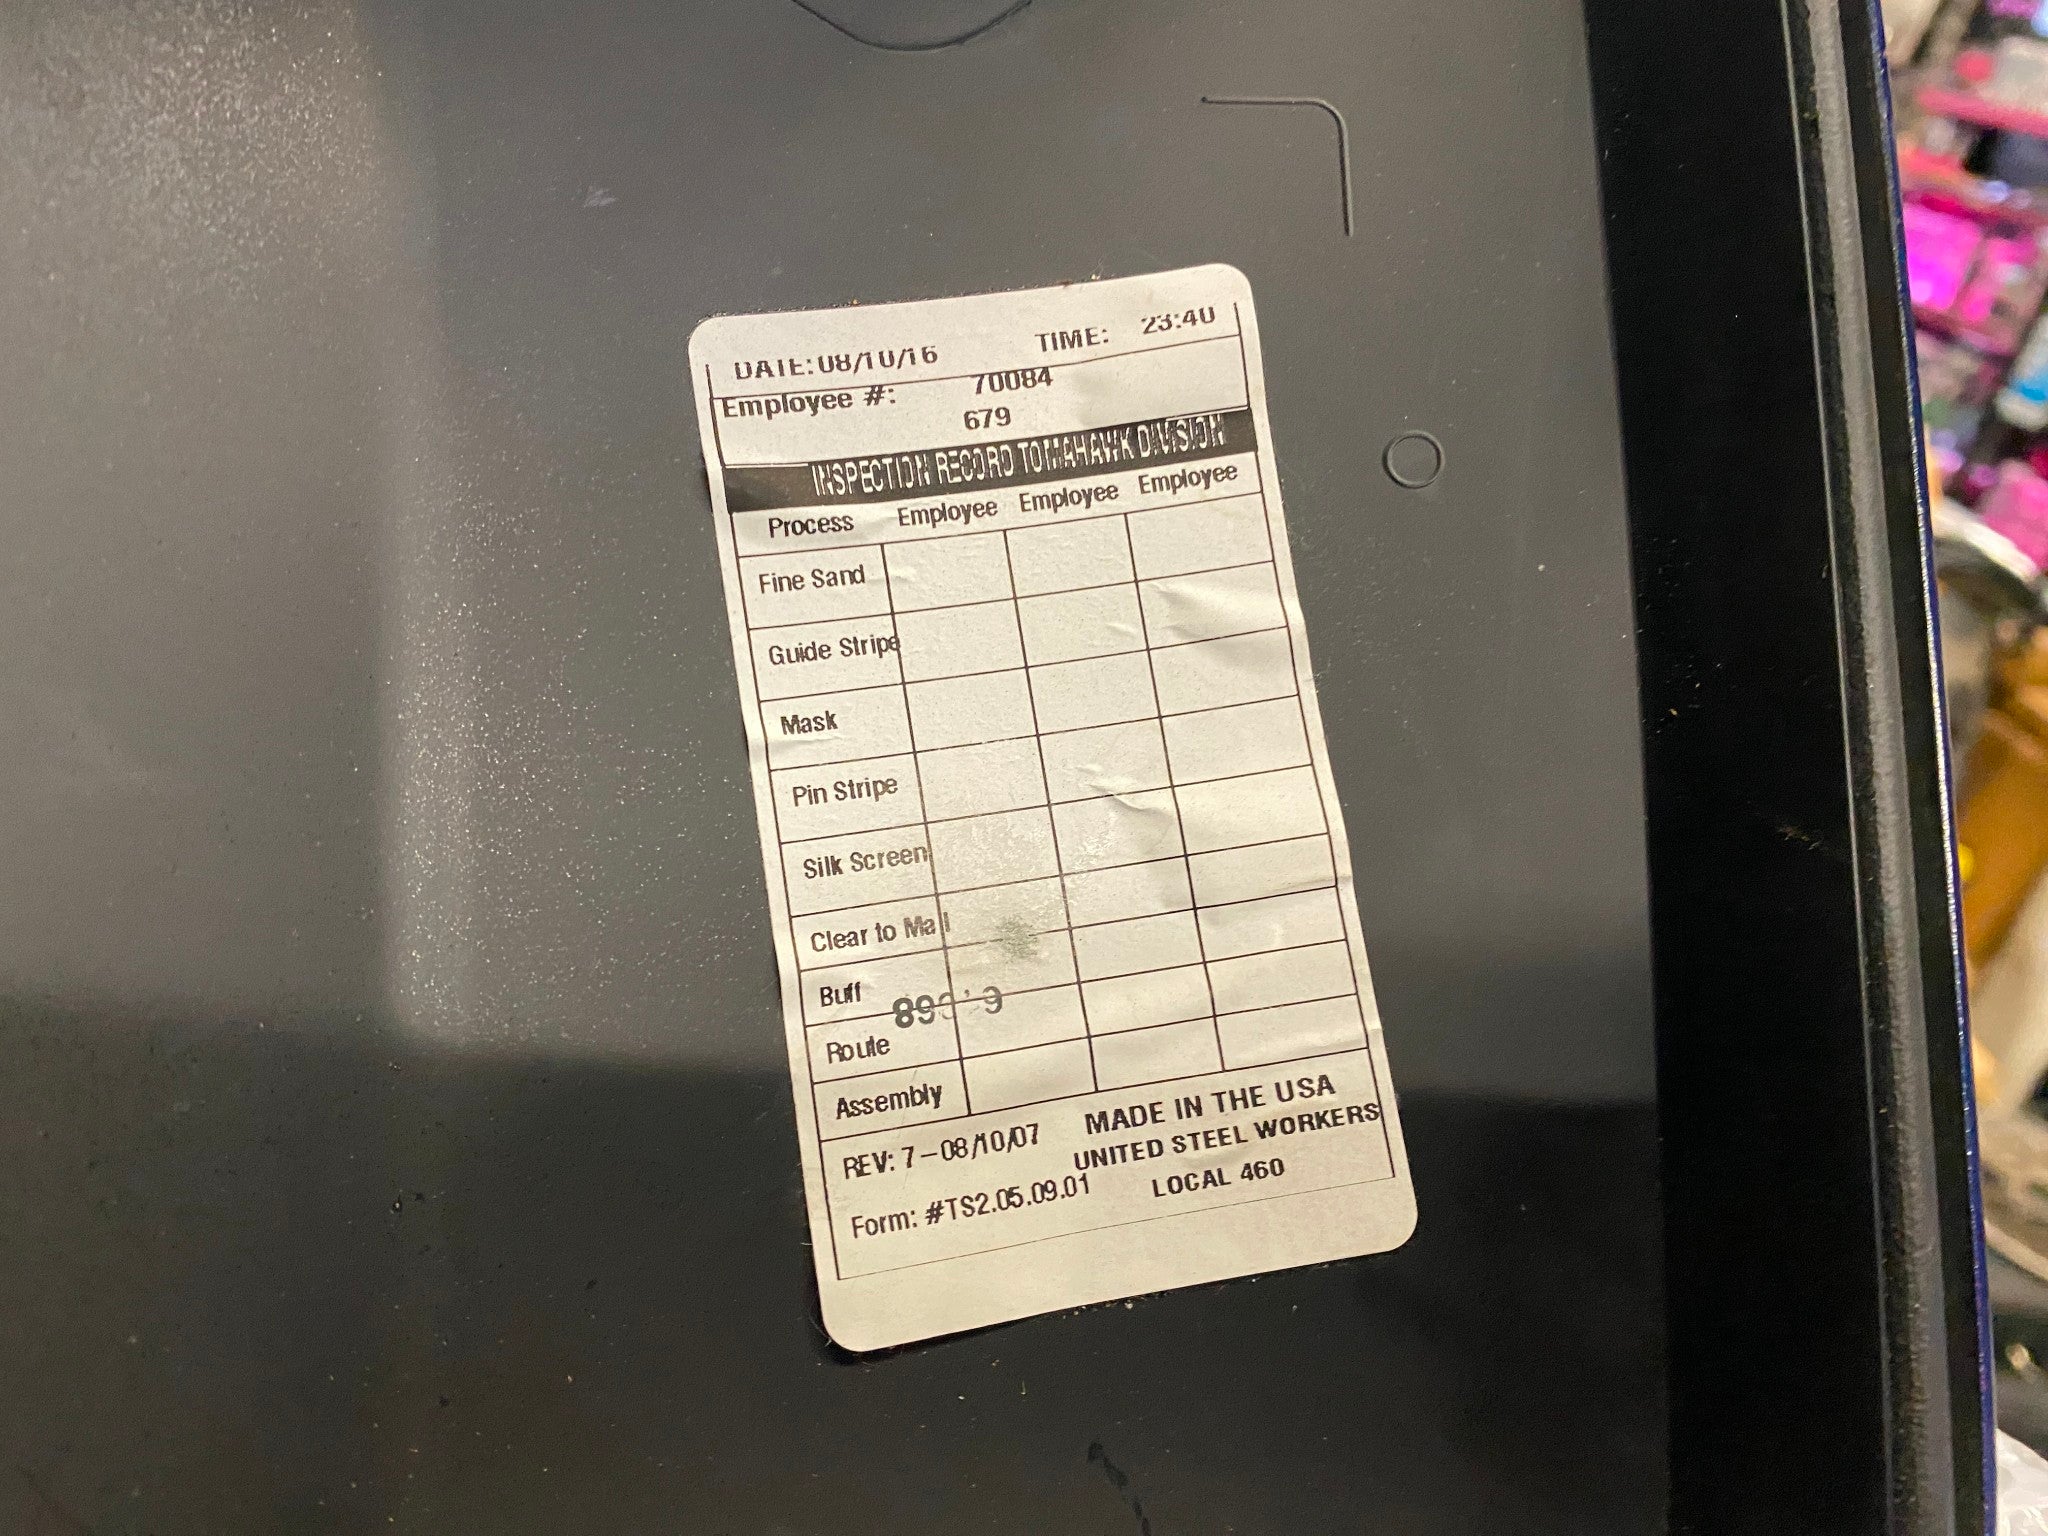 DATE:08/10/16 TIME: 23:40
Employee #: 70084
679
INSPECTION RECORD TOMAHAWK DIVISION
Process Employee Employee Employee
Fine Sand
Guide Stripe
Mask
Pin Stripe
Silk Screen
Clear to Ma l
Buff
Route
Assembly
REV: 7-08/10/07 MADE IN THE USA
UNITED STEEL WORKERS
Form: #TS2.05.09.01 LOCAL 460